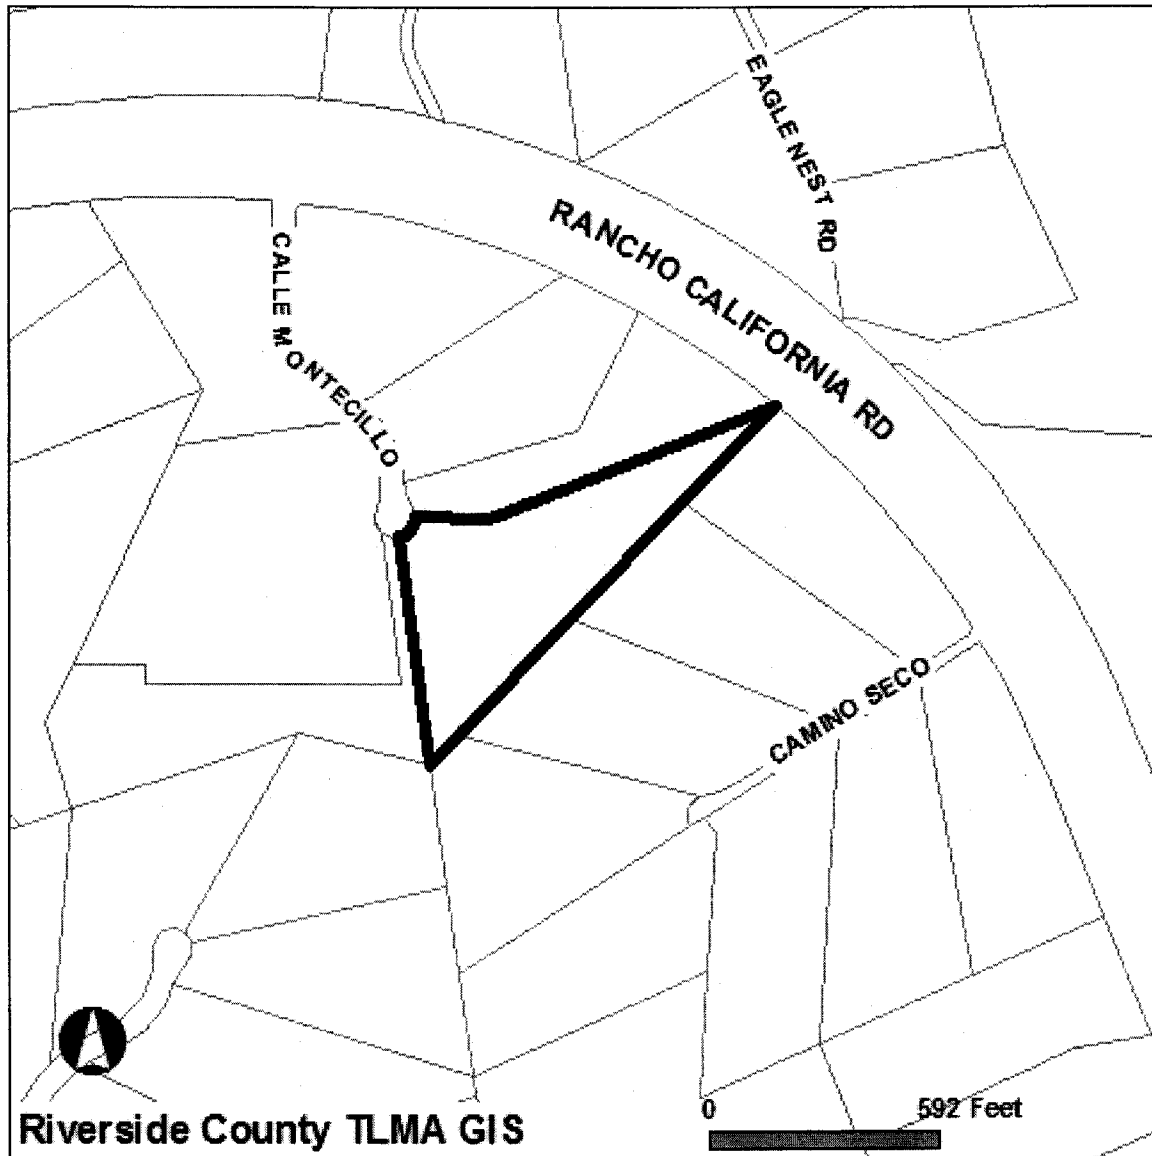 EAGLE NEST RD
RANCHO CALIFORNIA RD
CALLE MONTECILLO
CAMINO SECO
0 592 Feet
Riverside County TLMA GIS